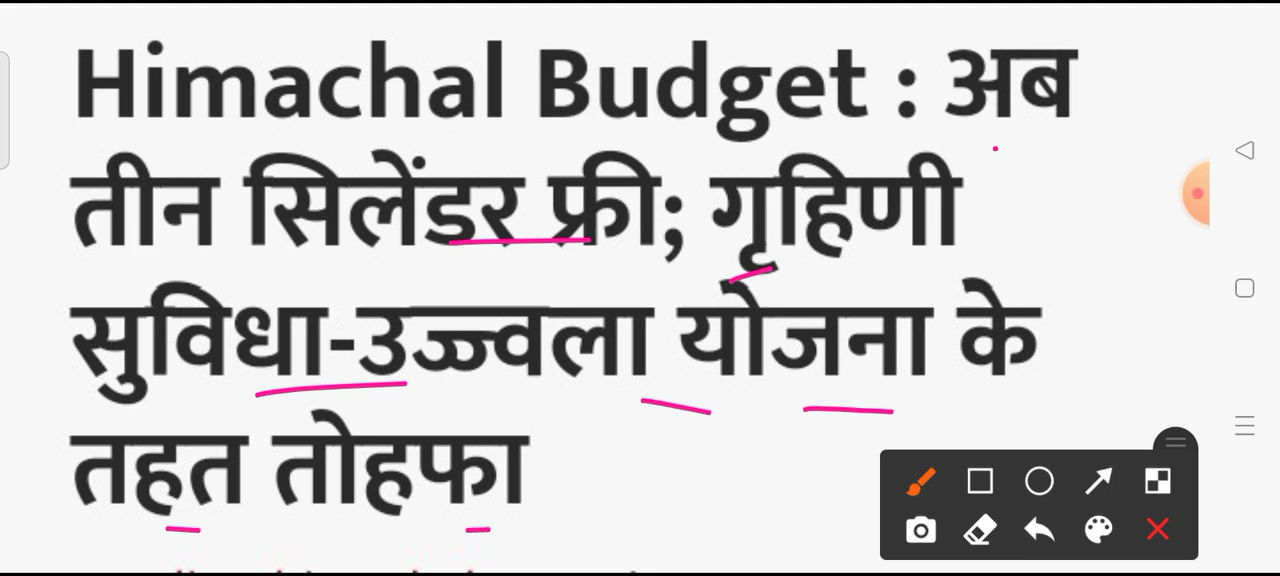 Himachal Budget : अब
तीन सिलेंडर फ्री; गृहिणी
सुविधा-उज्ज्वला योजना के
तहत तोहफा